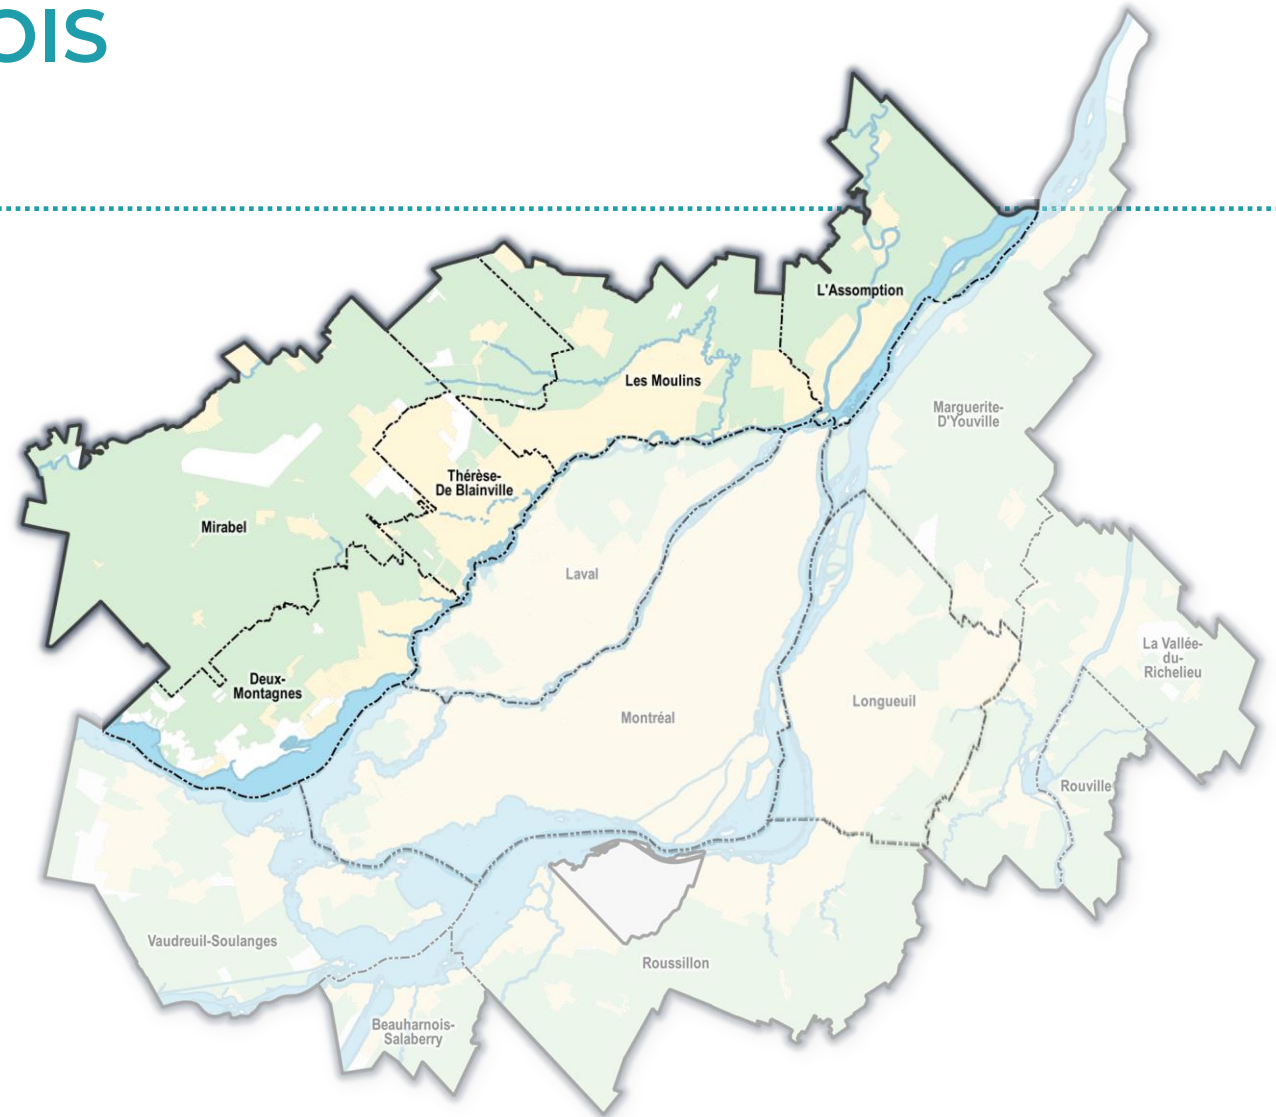 OIS
L'Assomption
Les Moulins
Marguerite-
D'Youville
Thérèse-
De Blainville
Mirabel
Laval
La Vallée-
du-
Richelieu
Deux-
Montagnes
Longueuil
Montréal
Rouville
Vaudreuil-Soulanges
Roussillon
Beauharnois-
Salaberry